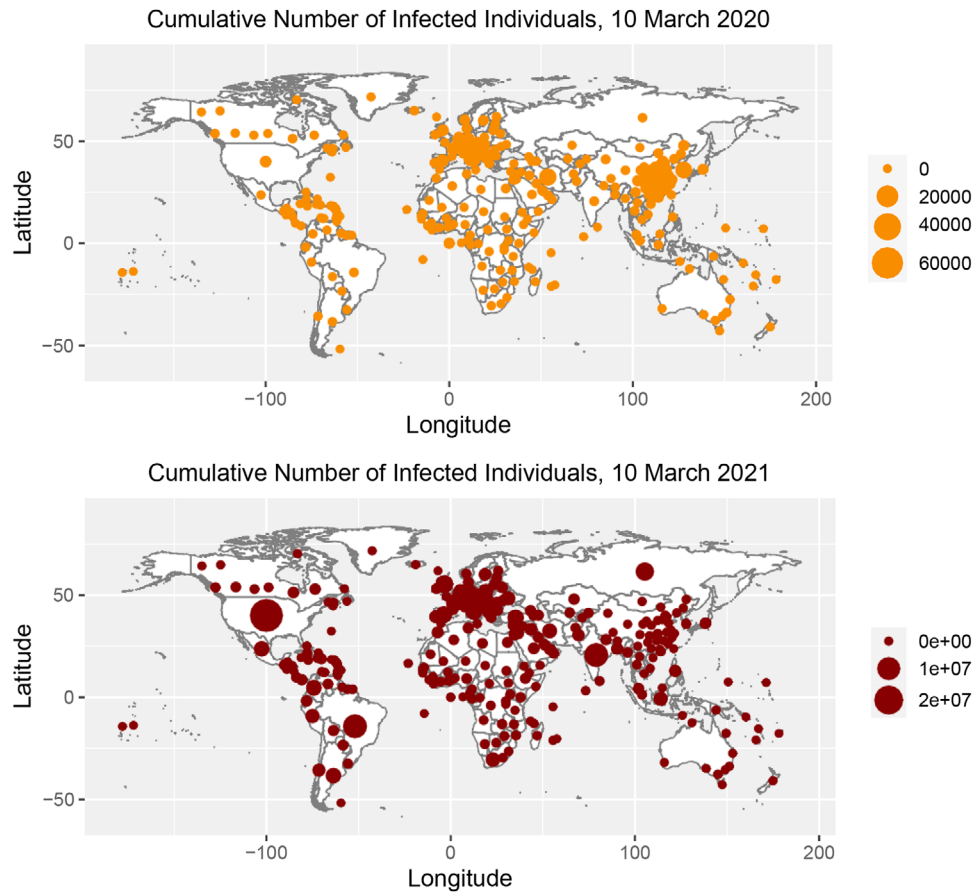 Cumulative Number of Infected Individuals, 10 March 2020
Latitude
50
0
−50
−100
0
100
200
Longitude
0
20000
40000
60000
Cumulative Number of Infected Individuals, 10 March 2021
Latitude
50
0
−50
−100
0
100
200
Longitude
0e+00
1e+07
2e+07